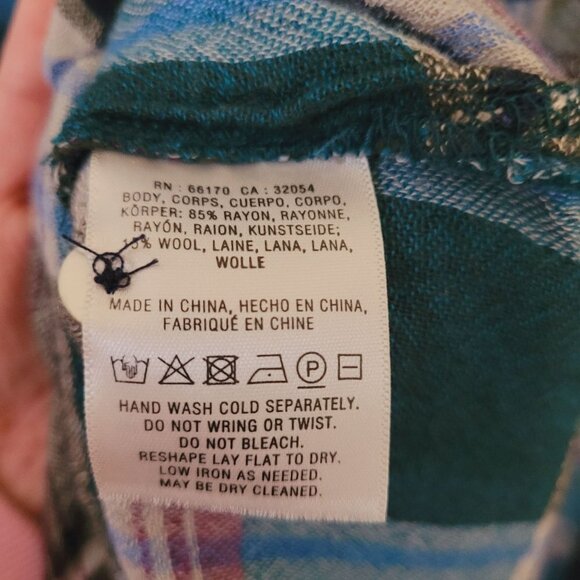 RN : 66170 CA : 32054
BODY, CORPS, CUERPO, CORPO,
KÖRPER: 85% RAYON, RAYONNE,
RAYÓN, RAION, KUNSTSEIDE;
15% WOOL, LAINE, LANA, LANA,
WOLLE
MADE IN CHINA, HECHO EN CHINA,
FABRIQUÉ EN CHINE
P
HAND WASH COLD SEPARATELY.
DO NOT WRING OR TWIST.
DO NOT BLEACH.
RESHAPE LAY FLAT TO DRY.
LOW IRON AS NEEDED.
MAY BE DRY CLEANED.